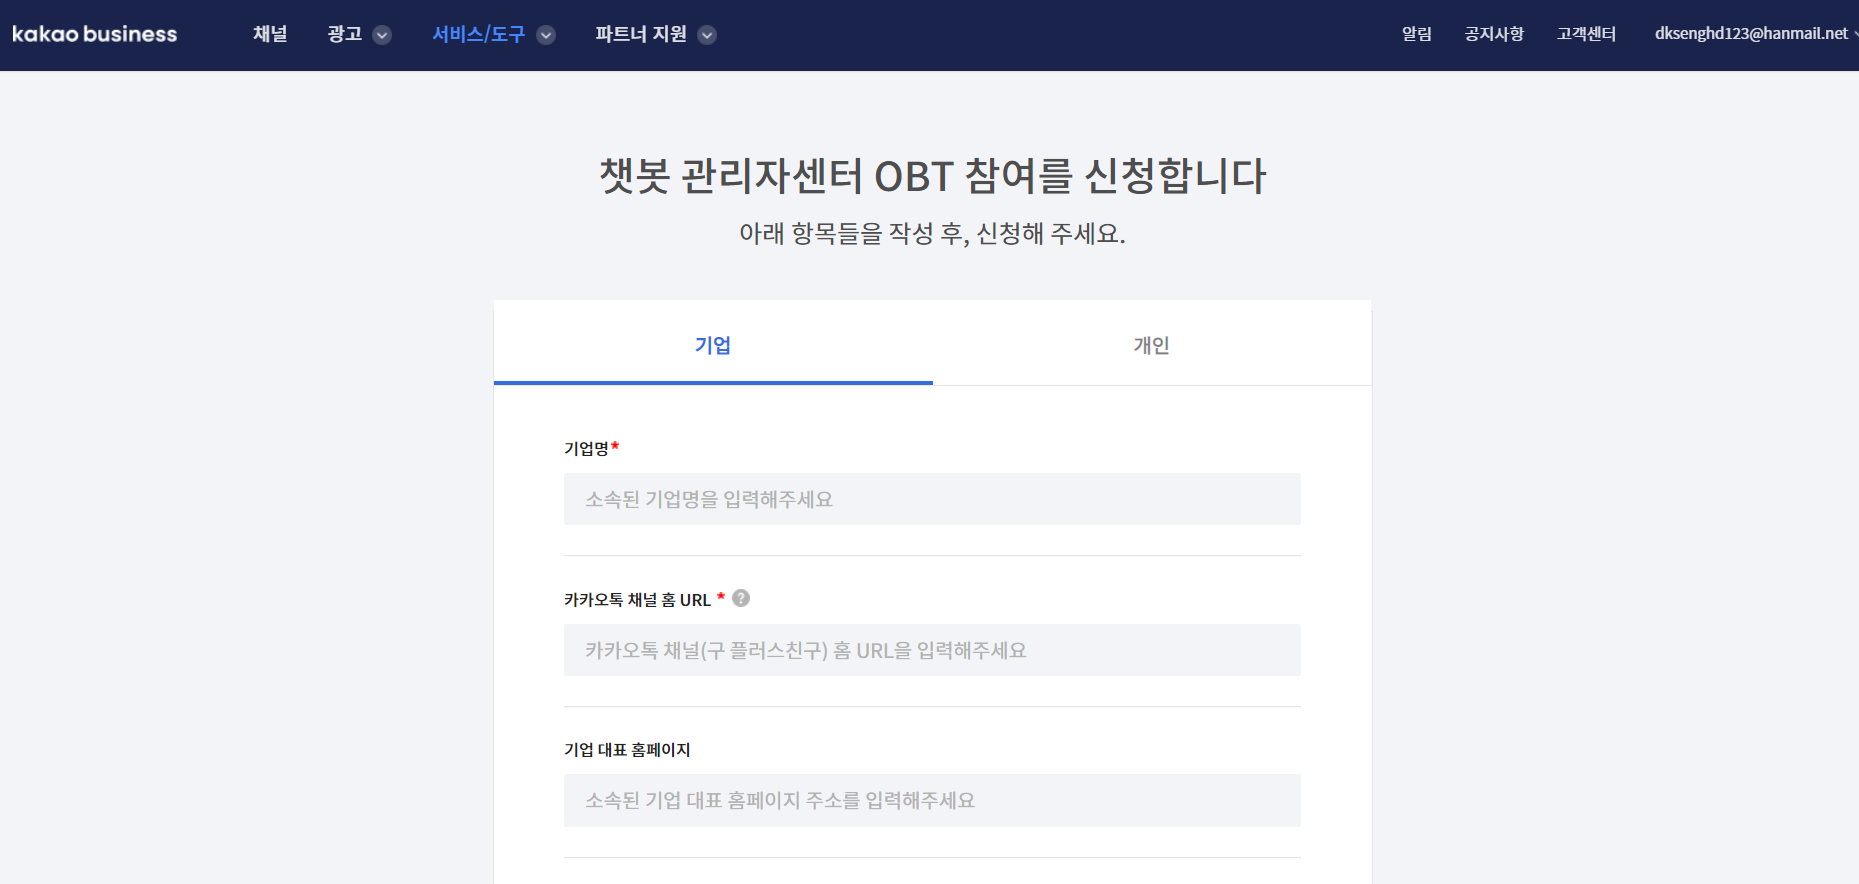 kakao business 채널 광고 서비스/도구 파트너 지원 알림 공지사항 고객센터 dksenghd123@hanmail.net
챗봇 관리자센터 OBT 참여를 신청합니다
아래 항목들을 작성 후, 신청해 주세요.
기업 개인
기업명*
소속된 기업명을 입력해주세요
카카오톡 채널 홈 URL * ?
카카오톡 채널(구 플러스친구) 홈 URL을 입력해주세요
기업 대표 홈페이지
소속된 기업 대표 홈페이지 주소를 입력해주세요